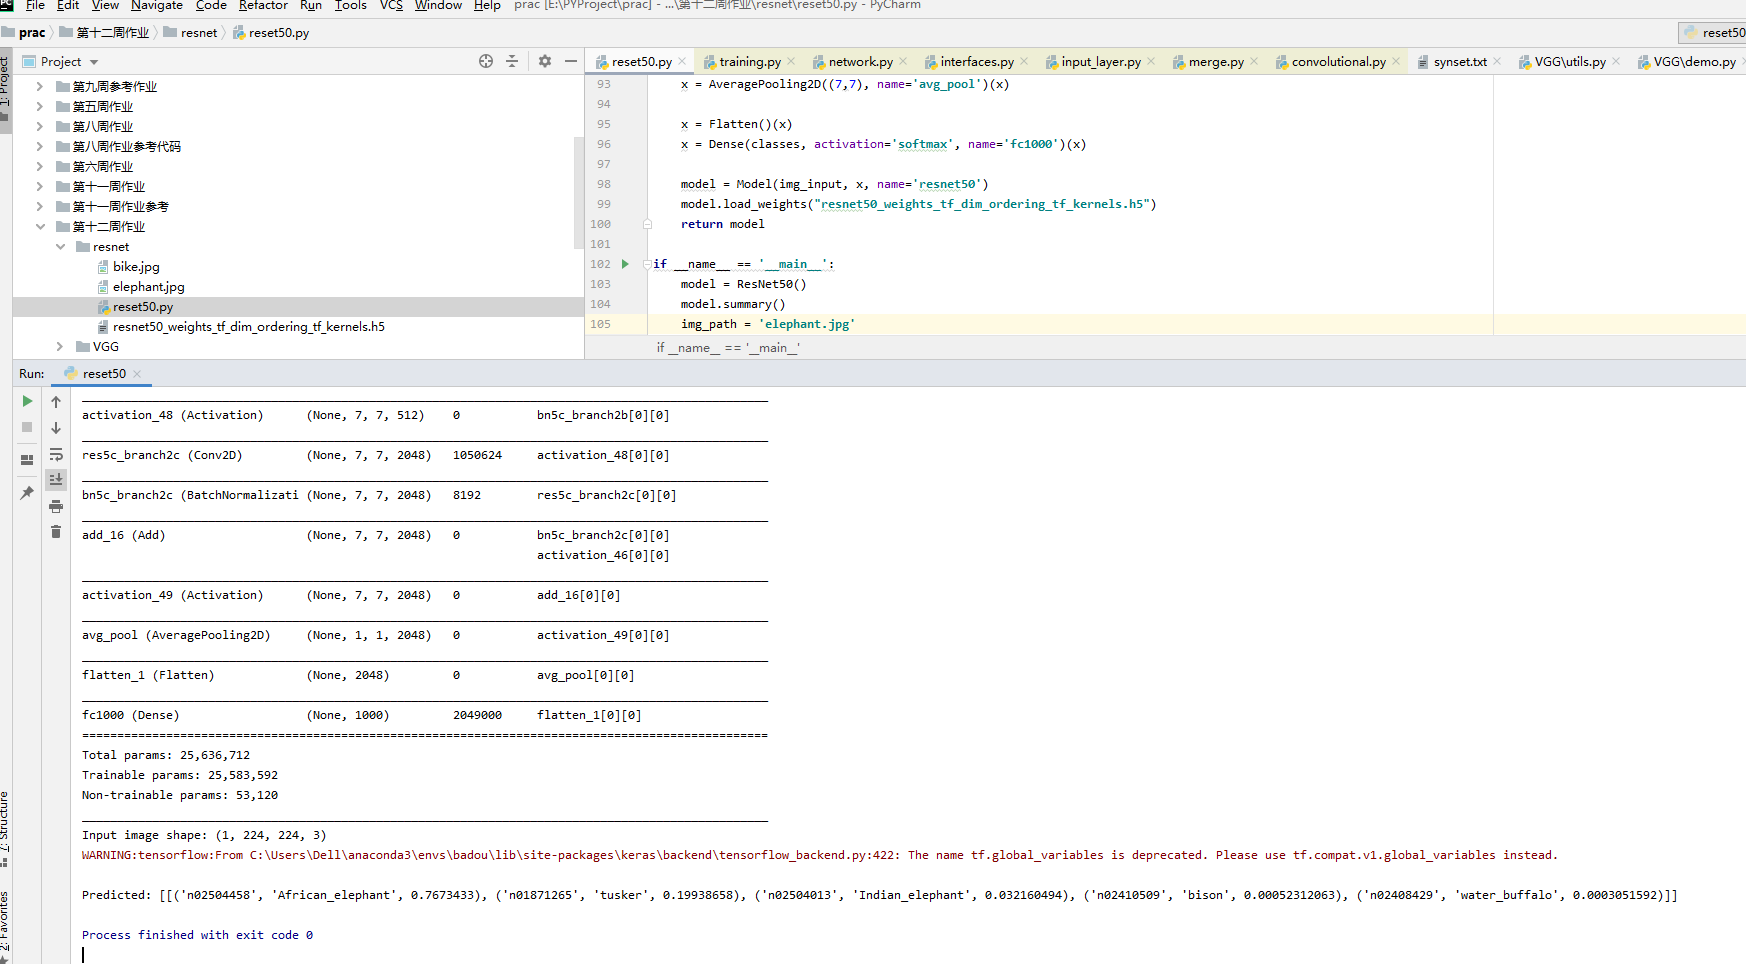 File Edit View Navigate Code Refactor Run Tools VCS Window Help prac [E:\PYProject\prac] - ...\第十二周作业\resnet\reset50.py - PyCharm
prac 第十二周作业 resnet reset50.py reset50
1: Project
Project
reset50.py training.py network.py interfaces.py input_layer.py merge.py convolutional.py synset.txt VGG\utils.py VGG\demo.py
第九周参考作业
第五周作业
第八周作业
第八周作业参考代码
第六周作业
第十一周作业
第十一周作业参考
第十二周作业
resnet
bike.jpg
elephant.jpg
reset50.py
resnet50_weights_tf_dim_ordering_tf_kernels.h5
VGG
93 x = AveragePooling2D((7,7), name='avg_pool')(x)
94
95 x = Flatten()(x)
96 x = Dense(classes, activation='softmax', name='fc1000')(x)
97
98 model = Model(img_input, x, name='resnet50')
99 model.load_weights("resnet50_weights_tf_dim_ordering_tf_kernels.h5")
100 return model
101
102 if __name__ == '__main__':
103 model = ResNet50()
104 model.summary()
105 img_path = 'elephant.jpg'
if __name__ == '__main__'
Run: reset50
activation_48 (Activation) (None, 7, 7, 512) 0 bn5c_branch2b[0][0]
res5c_branch2c (Conv2D) (None, 7, 7, 2048) 1050624 activation_48[0][0]
bn5c_branch2c (BatchNormalizati (None, 7, 7, 2048) 8192 res5c_branch2c[0][0]
add_16 (Add) (None, 7, 7, 2048) 0 bn5c_branch2c[0][0]
activation_46[0][0]
activation_49 (Activation) (None, 7, 7, 2048) 0 add_16[0][0]
avg_pool (AveragePooling2D) (None, 1, 1, 2048) 0 activation_49[0][0]
flatten_1 (Flatten) (None, 2048) 0 avg_pool[0][0]
fc1000 (Dense) (None, 1000) 2049000 flatten_1[0][0]
==================================================================================================
Total params: 25,636,712
Trainable params: 25,583,592
Non-trainable params: 53,120
Input image shape: (1, 224, 224, 3)
WARNING:tensorflow:From C:\Users\Dell\anaconda3\envs\badou\lib\site-packages\keras\backend\tensorflow_backend.py:422: The name tf.global_variables is deprecated. Please use tf.compat.v1.global_variables instead.
Predicted: [[('n02504458', 'African_elephant', 0.7673433), ('n01871265', 'tusker', 0.19938658), ('n02504013', 'Indian_elephant', 0.032160494), ('n02410509', 'bison', 0.00052312063), ('n02408429', 'water_buffalo', 0.0003051592)]]
Process finished with exit code 0
7: Structure
2: Favorites